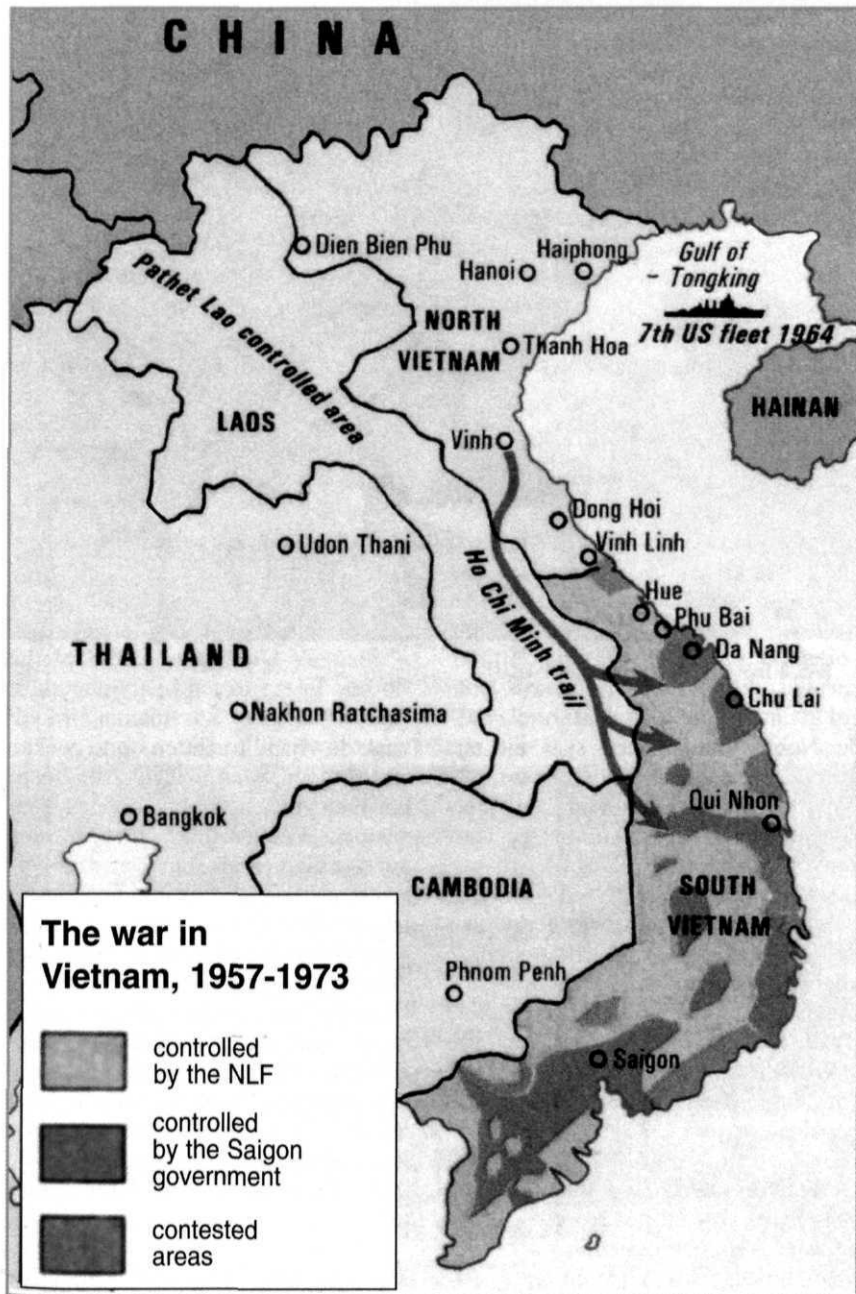 CHINA
Dien Bien Phu
Haiphong
Hanoi
Gulf of
Tongking
7th US fleet 1964
Pathet Lao controlled area
NORTH
VIETNAM
Thanh Hoa
HAINAN
LAOS
Vinh
Dong Hoi
Udon Thani
Vinh Linh
Ho Chi Minh trail
Hue
Phu Bai
THAILAND
Da Nang
Nakhon Ratchasima
Chu Lai
Bangkok
Qui Nhon
CAMBODIA
SOUTH
VIETNAM
Phnom Penh
Saigon
The war in
Vietnam, 1957-1973
controlled
by the NLF
controlled
by the Saigon
government
contested
areas